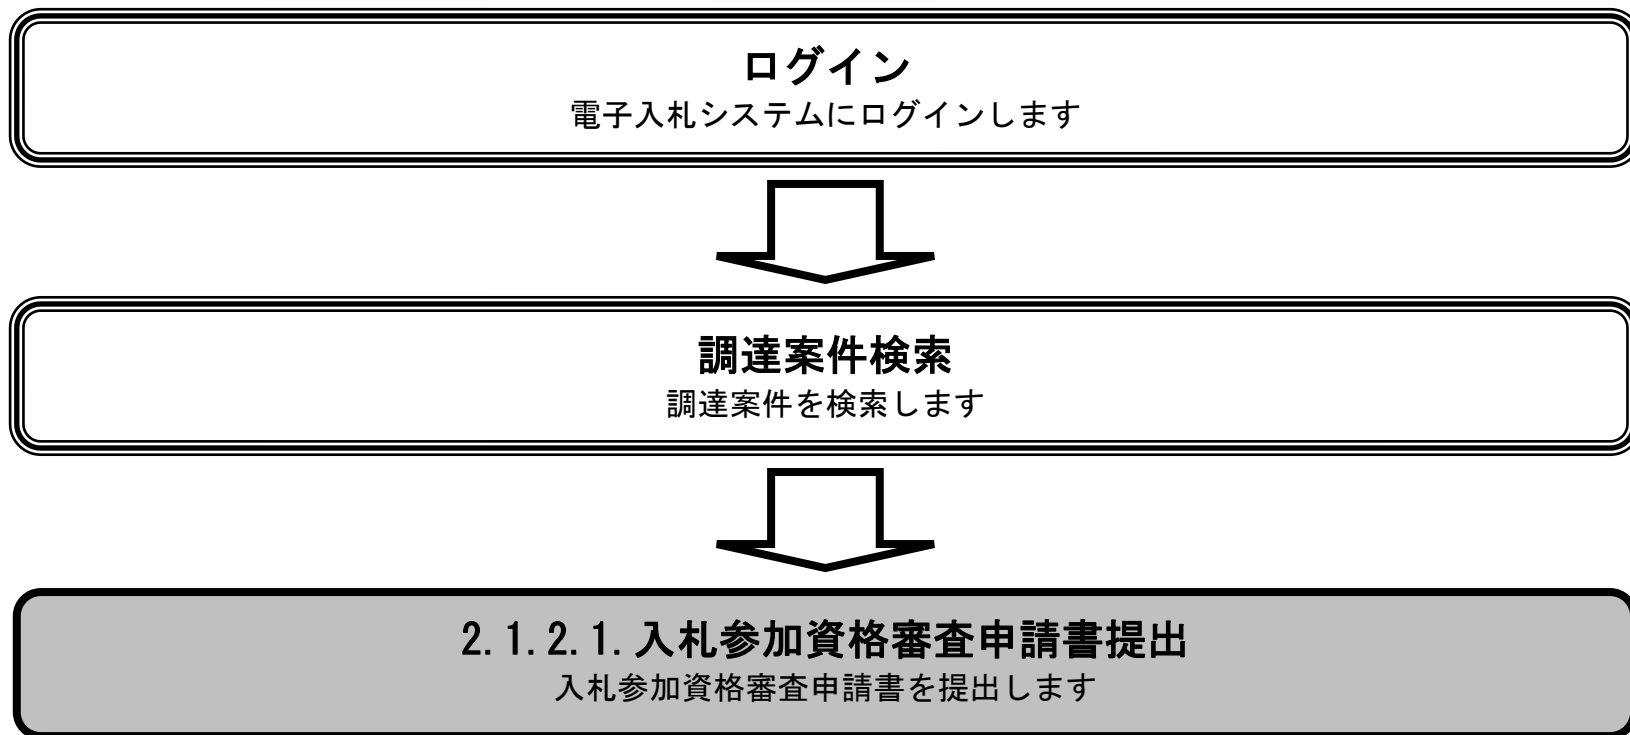 ログイン
電子入札システムにログインします
調達案件検索
調達案件を検索します
2.1.2.1.入札参加資格審査申請書提出
入札参加資格審査申請書を提出します